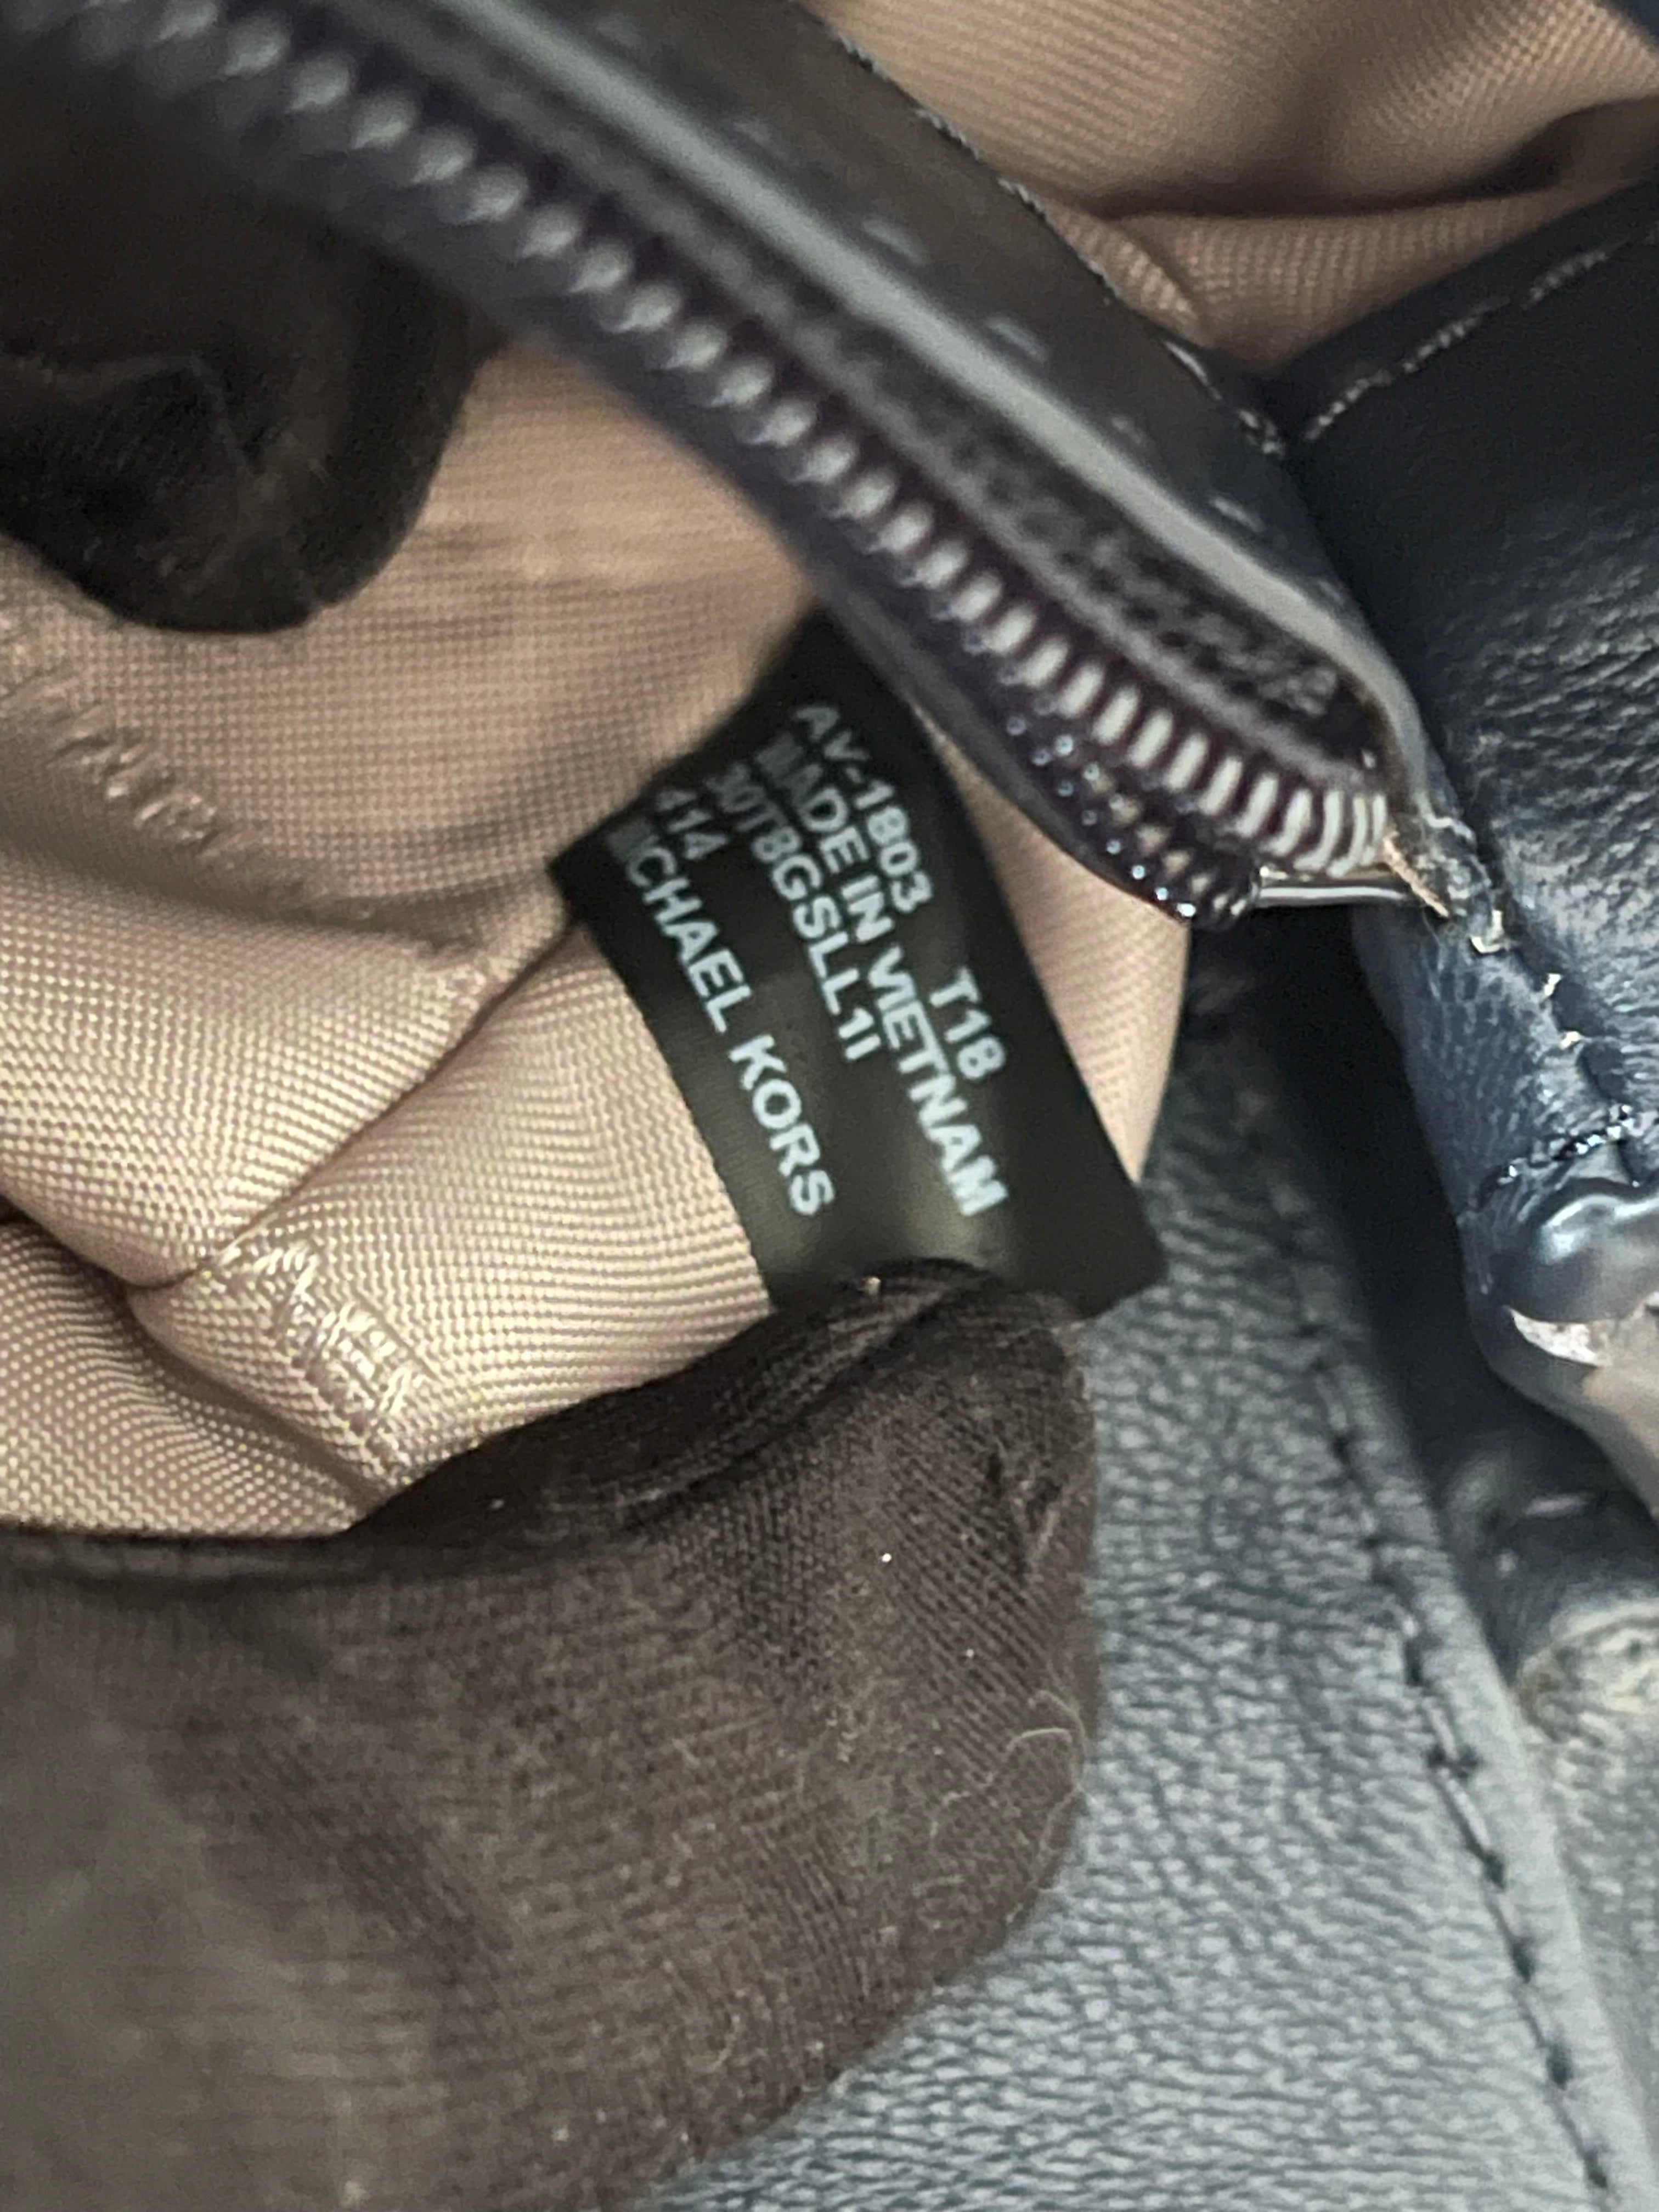 AV-1803 T18
MADE IN VIETNAM
30T8GSLL1I
414
MICHAEL KORS